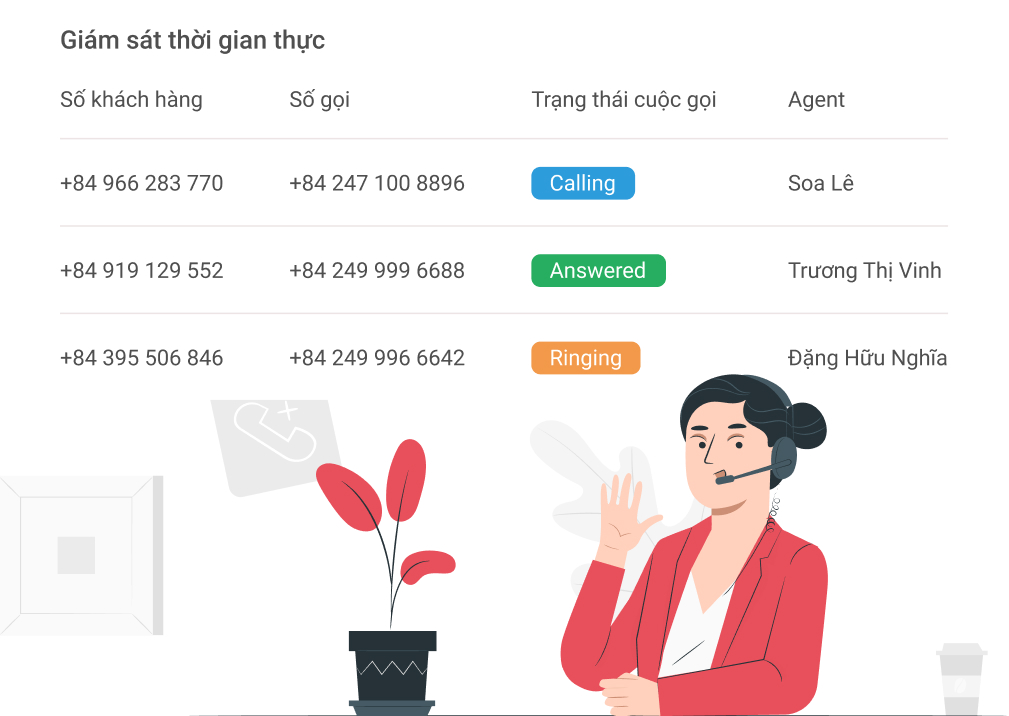 Giám sát thời gian thực
Số khách hàng Số gọi Trạng thái cuộc gọi Agent
+84 966 283 770 +84 247 100 8896 Calling Soa Lê
+84 919 129 552 +84 249 999 6688 Answered Trương Thị Vinh
+84 395 506 846 +84 249 996 6642 Ringing Đặng Hữu Nghĩa